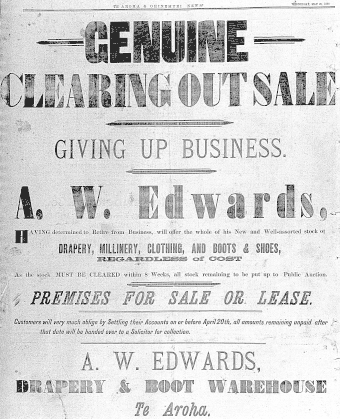 TE AROHA & OHINEMURI NEWS
GENUINE
CLEARING OUT SALE
GIVING UP BUSINESS.
A. W. Edwards,
HAVING determined to Retire from Business, will offer the whole of his New and Well-assorted stock of
DRAPERY, MILLINERY, CLOTHING, AND BOOTS & SHOES,
REGARDLESS OF COST
As the stock MUST BE CLEARED within 8 Weeks, all stock remaining to be put up to Public Auction.
PREMISES FOR SALE OR LEASE.
Customers will very much oblige by Settling their Accounts on or before April 20th, all amounts remaining unpaid after
that date will be handed over to a Solicitor for collection.
A. W. EDWARDS,
DRAPERY & BOOT WAREHOUSE
Te Aroha.